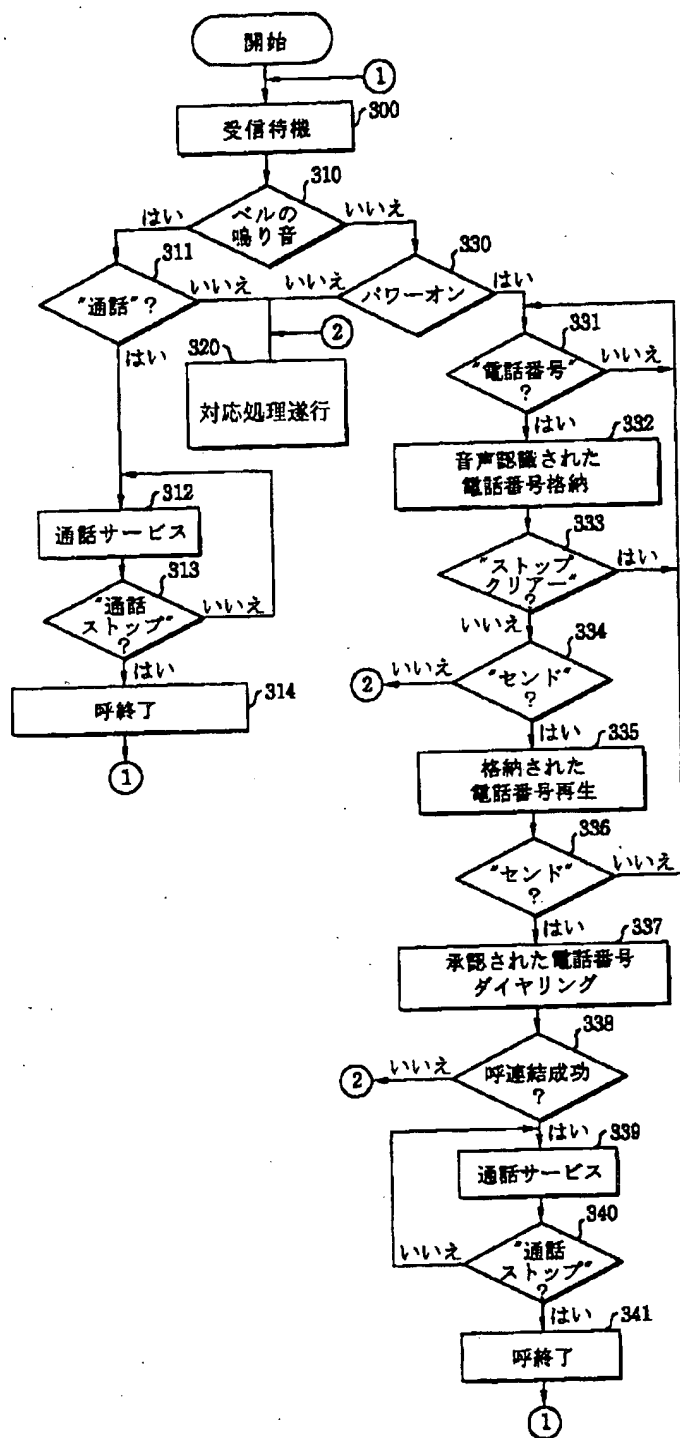 開始
①
300
受信待機
310
はい
ベルの
鳴り音
いいえ
311
"通話"?
いいえ
はい
330
いいえ
パワーオン
はい
②
320
対応処理遂行
331
"電話番号"
?
いいえ
はい
332
音声認識された
電話番号格納
312
通話サービス
313
"通話
ストップ"
?
いいえ
はい
314
呼終了
①
333
"ストップ
クリアー"
?
はい
いいえ
334
"センド"
?
いいえ
②
はい
335
格納された
電話番号再生
336
"センド"
?
いいえ
はい
337
承認された電話番号
ダイヤリング
338
呼連結成功
?
いいえ
②
はい
339
通話サービス
340
"通話
ストップ"
?
いいえ
はい
341
呼終了
①